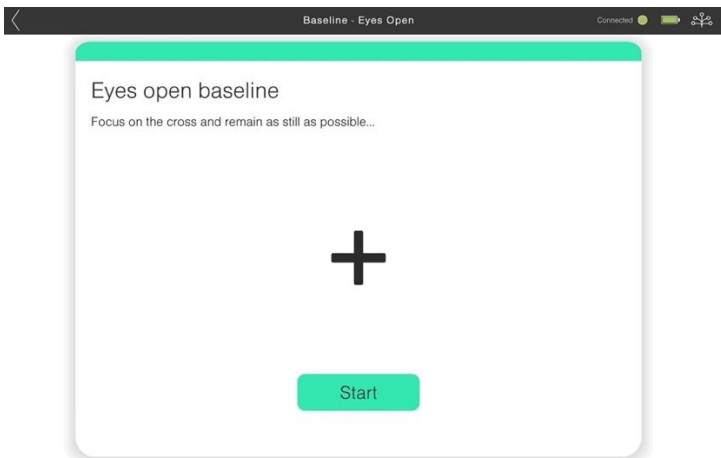 Baseline - Eyes Open
Connected
Eyes open baseline
Focus on the cross and remain as still as possible...
Start